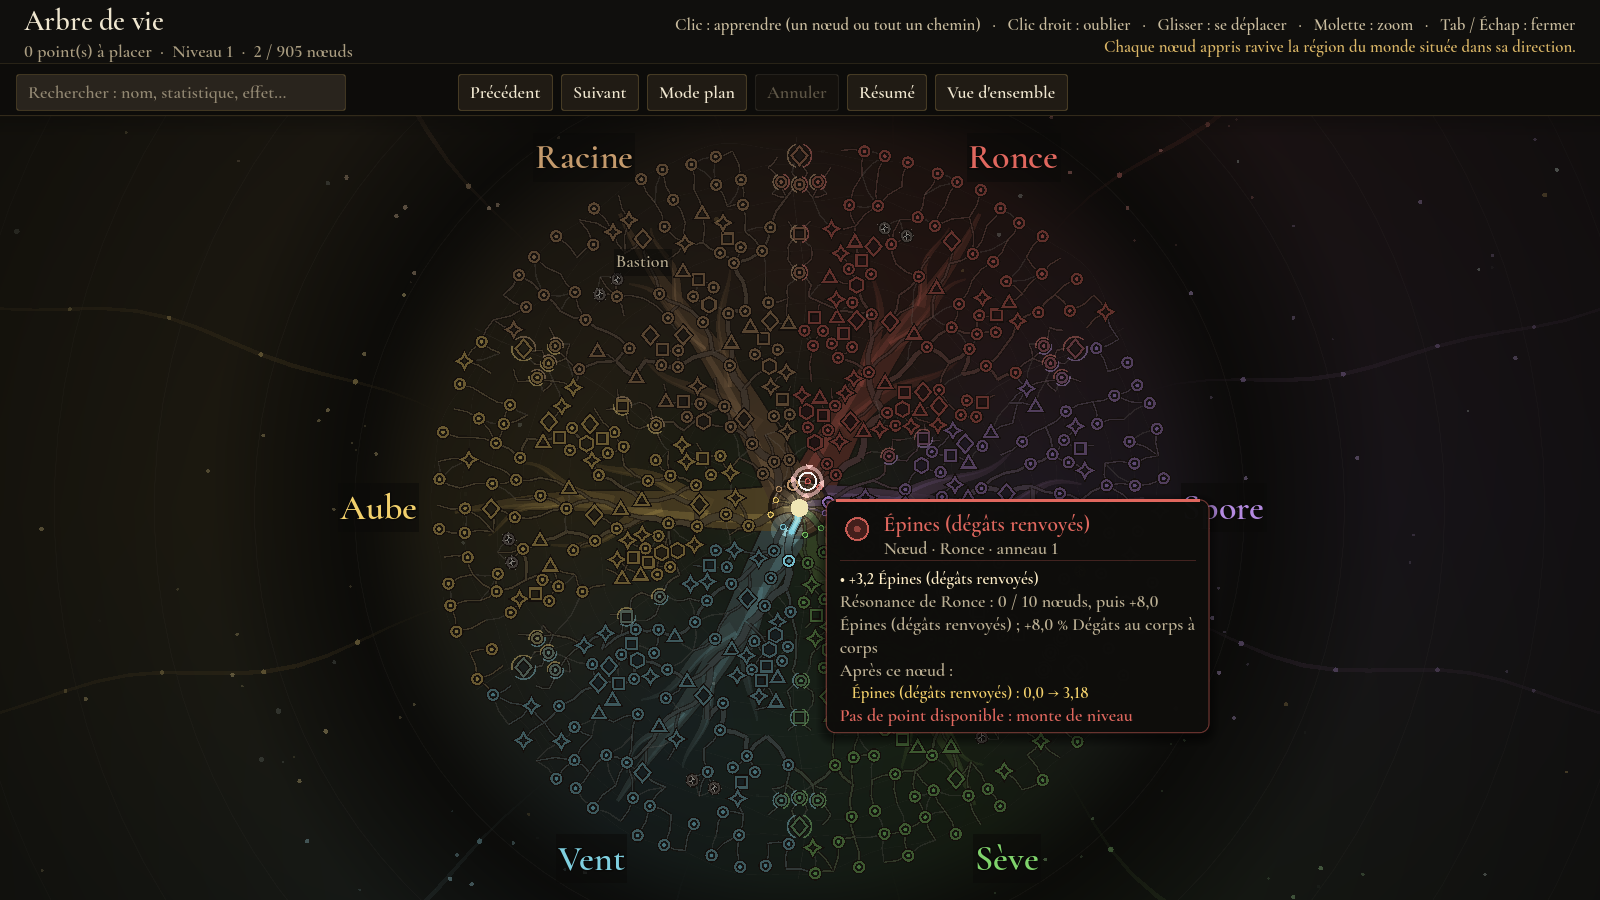 Arbre de vie
0 point(s) à placer · Niveau 1 · 2 / 905 nœuds
Clic : apprendre (un nœud ou tout un chemin) · Clic droit : oublier · Glisser : se déplacer · Molette : zoom · Tab / Échap : fermer
Chaque nœud appris ravive la région du monde située dans sa direction.
Rechercher : nom, statistique, effet...
Précédent
Suivant
Mode plan
Annuler
Résumé
Vue d'ensemble
Racine
Ronce
Bastion
Aube
pore
Épines (dégâts renvoyés)
Nœud · Ronce · anneau 1
• +3,2 Épines (dégâts renvoyés)
Résonance de Ronce : 0 / 10 nœuds, puis +8,0
Épines (dégâts renvoyés) ; +8,0 % Dégâts au corps à
corps
Après ce nœud :
Épines (dégâts renvoyés) : 0,0 → 3,18
Pas de point disponible : monte de niveau
Vent
Sève